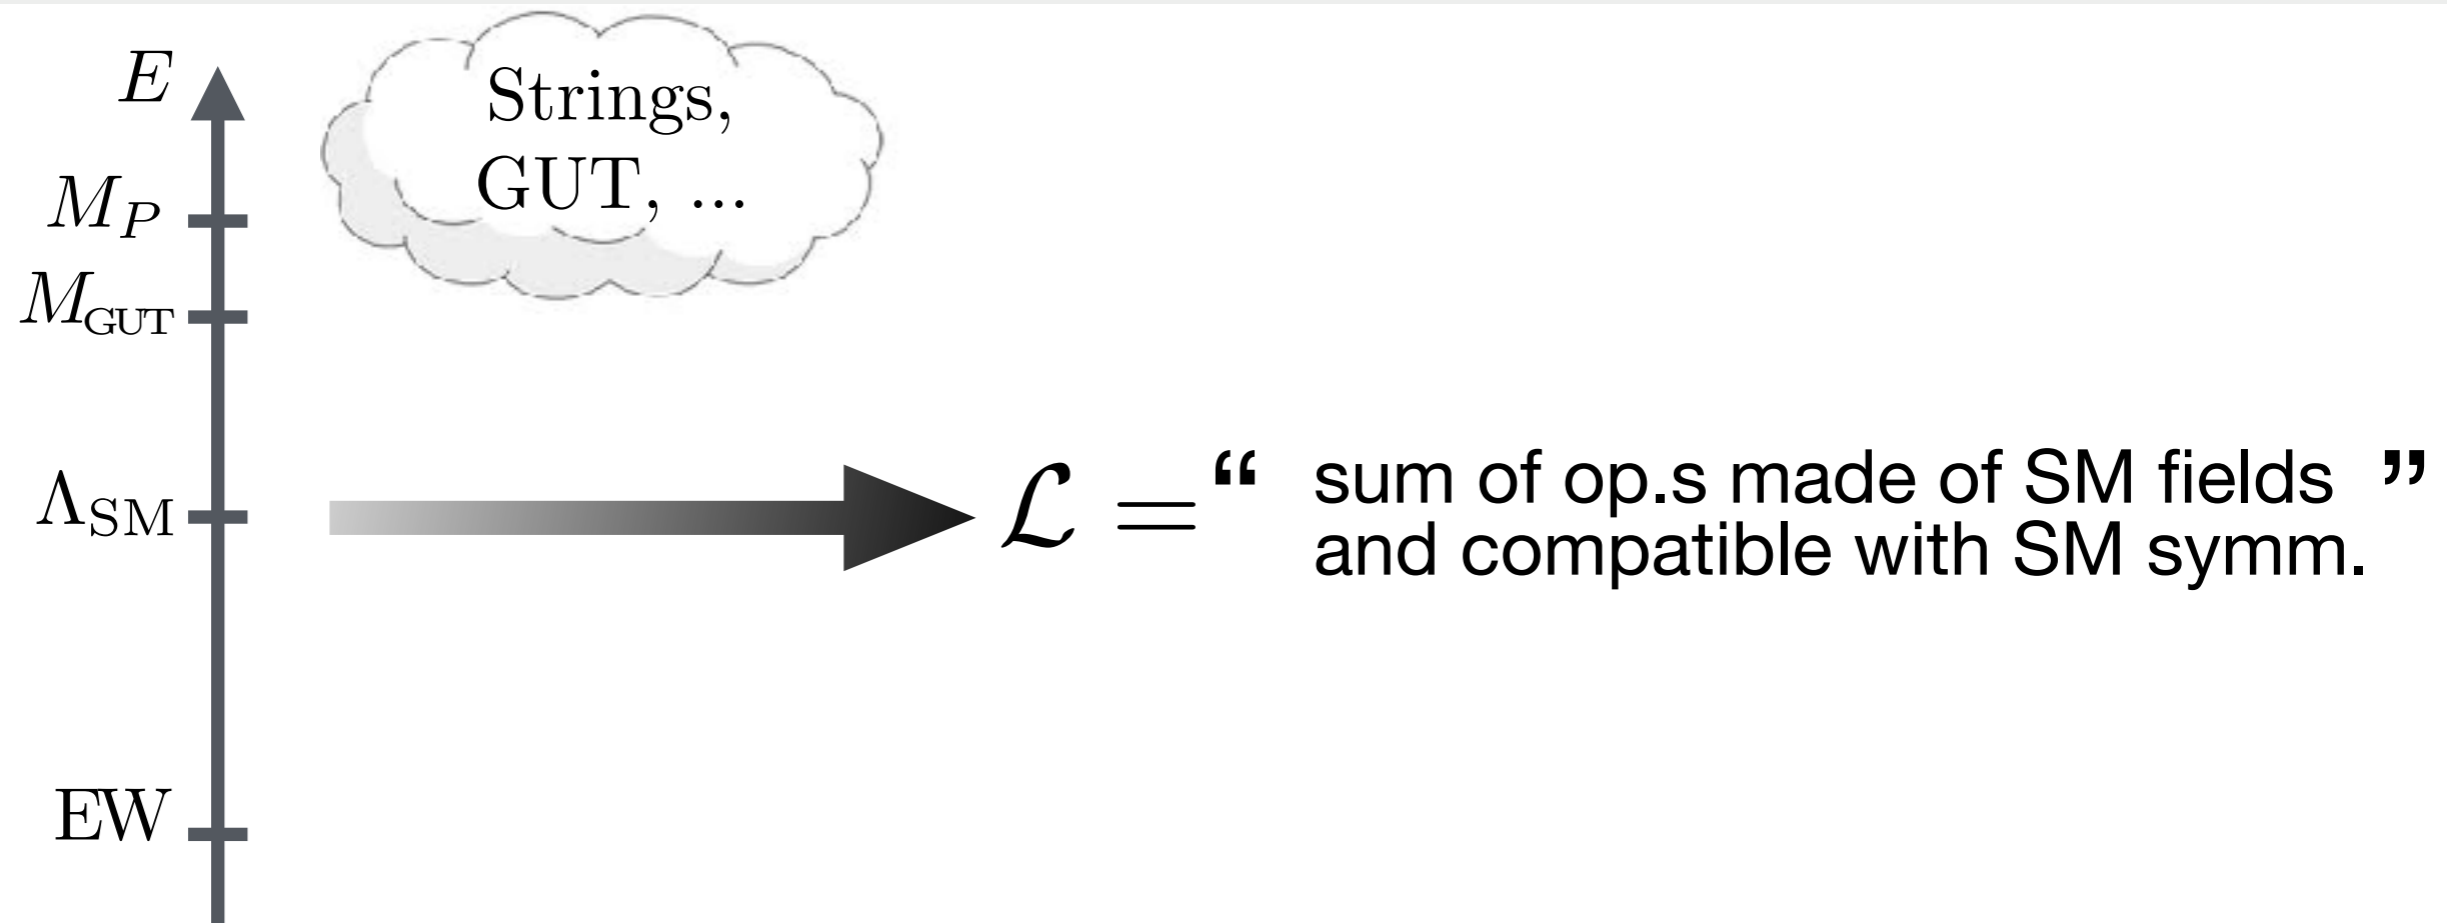 E
Strings,
GUT, ...
M_P
M_GUT
Λ_SM
ℒ = “ sum of op.s made of SM fields ”
and compatible with SM symm.
EW